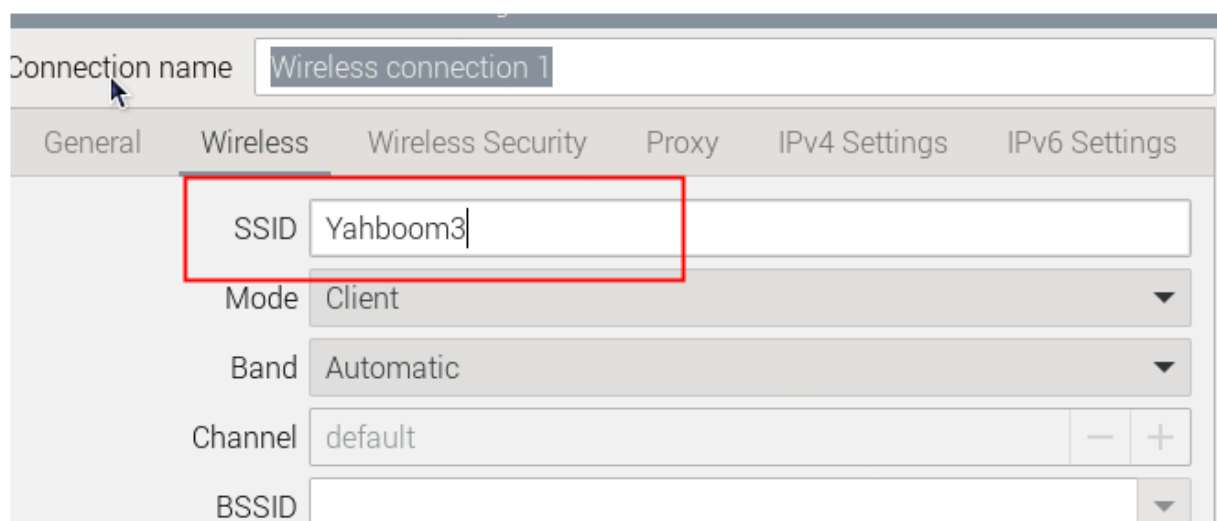 Connection name Wireless connection 1
General Wireless Wireless Security Proxy IPv4 Settings IPv6 Settings
SSID Yahboom3
Mode Client
Band Automatic
Channel default − +
BSSID